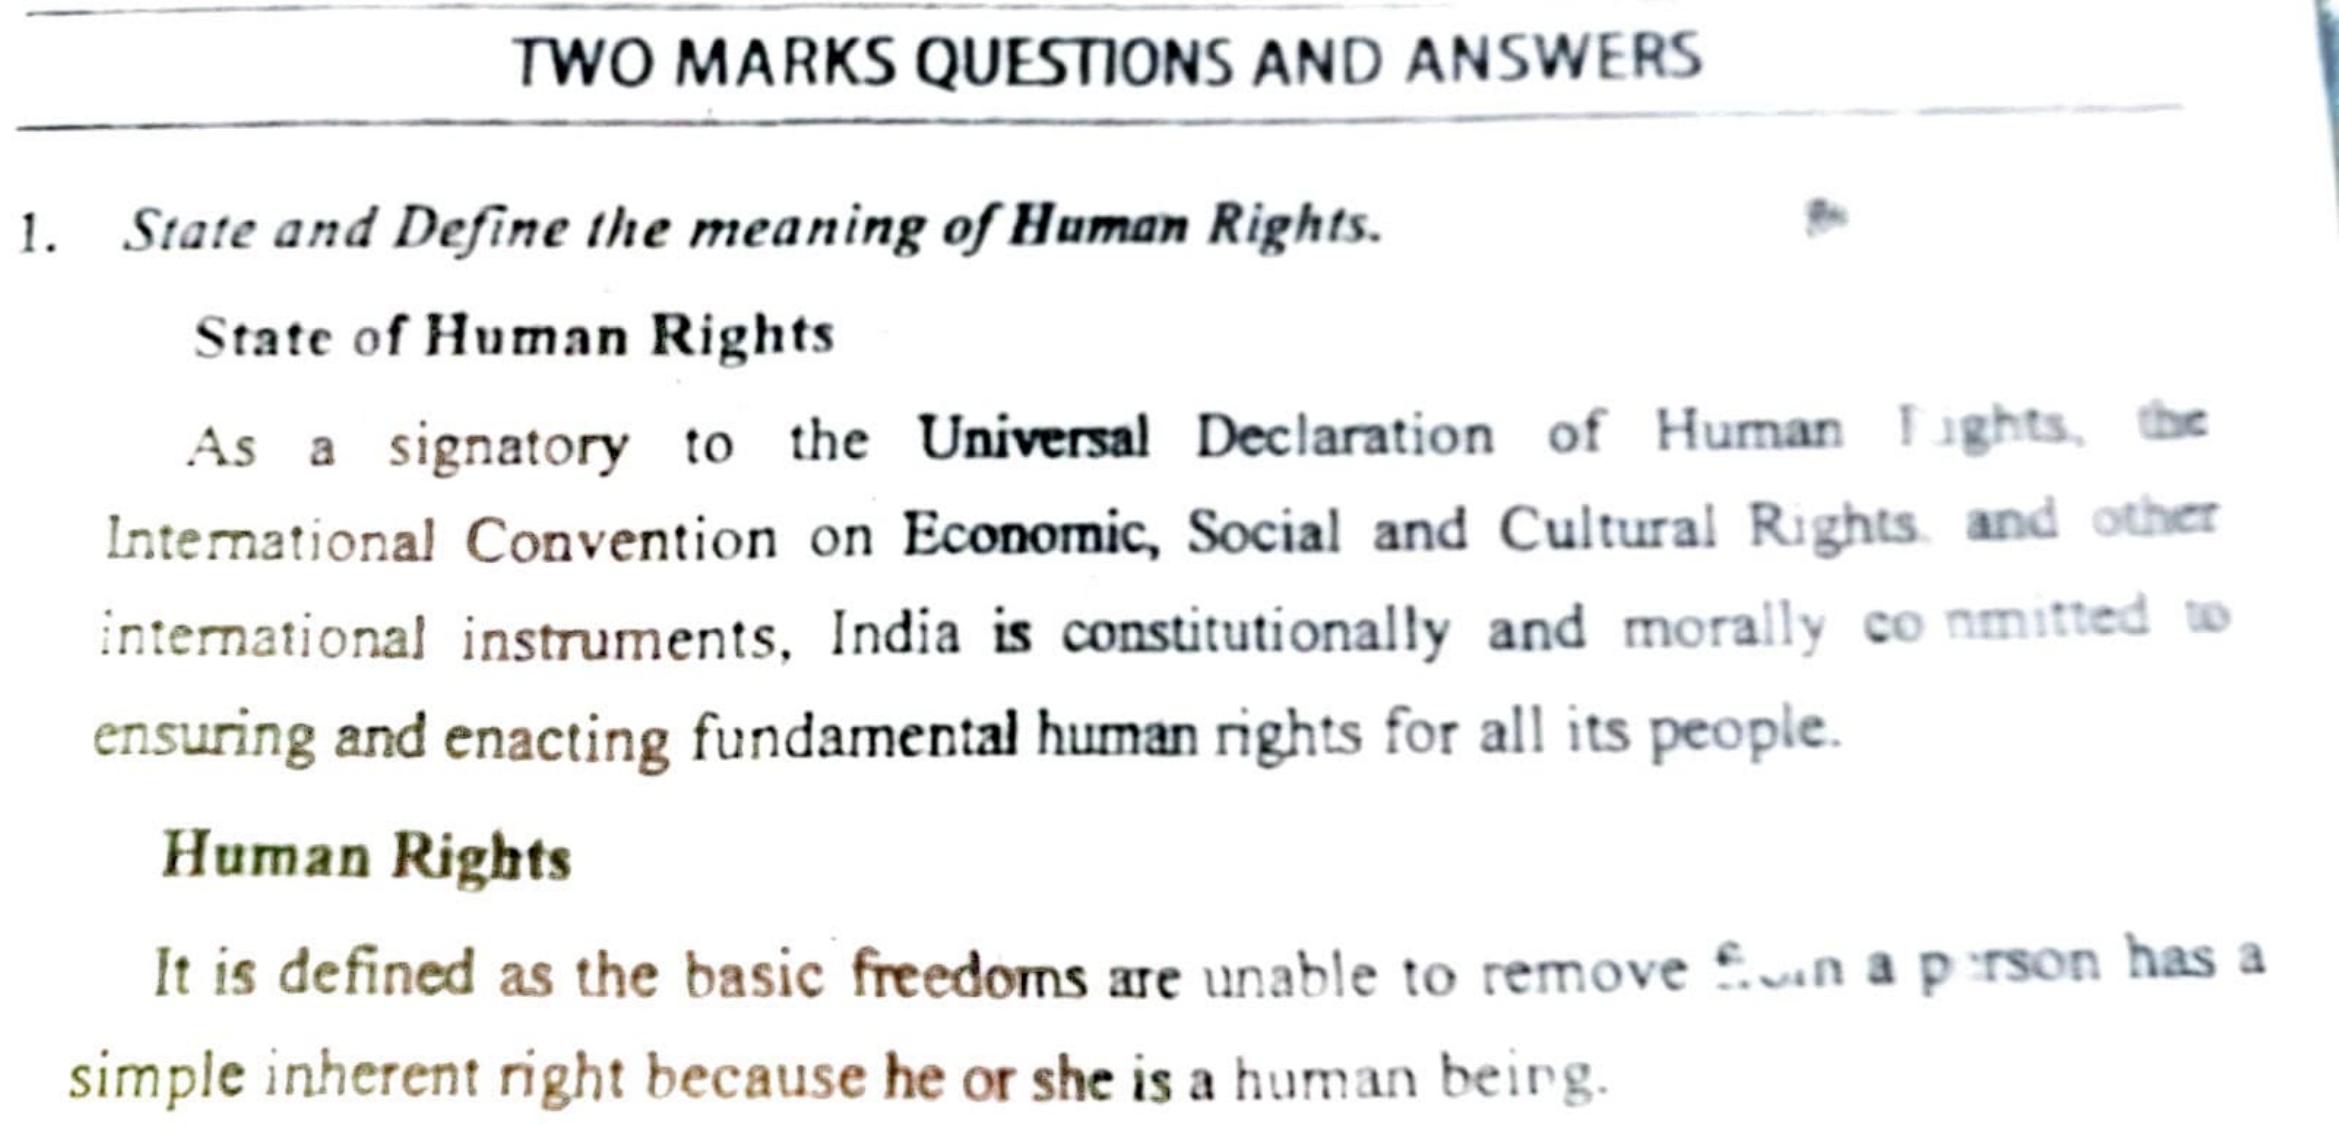 TWO MARKS QUESTIONS AND ANSWERS
1. State and Define the meaning of Human Rights.
State of Human Rights
As a signatory to the Universal Declaration of Human Rights, the
International Convention on Economic, Social and Cultural Rights and other
international instruments, India is constitutionally and morally committed to
ensuring and enacting fundamental human rights for all its people.
Human Rights
It is defined as the basic freedoms are unable to remove from a person has a
simple inherent right because he or she is a human being.